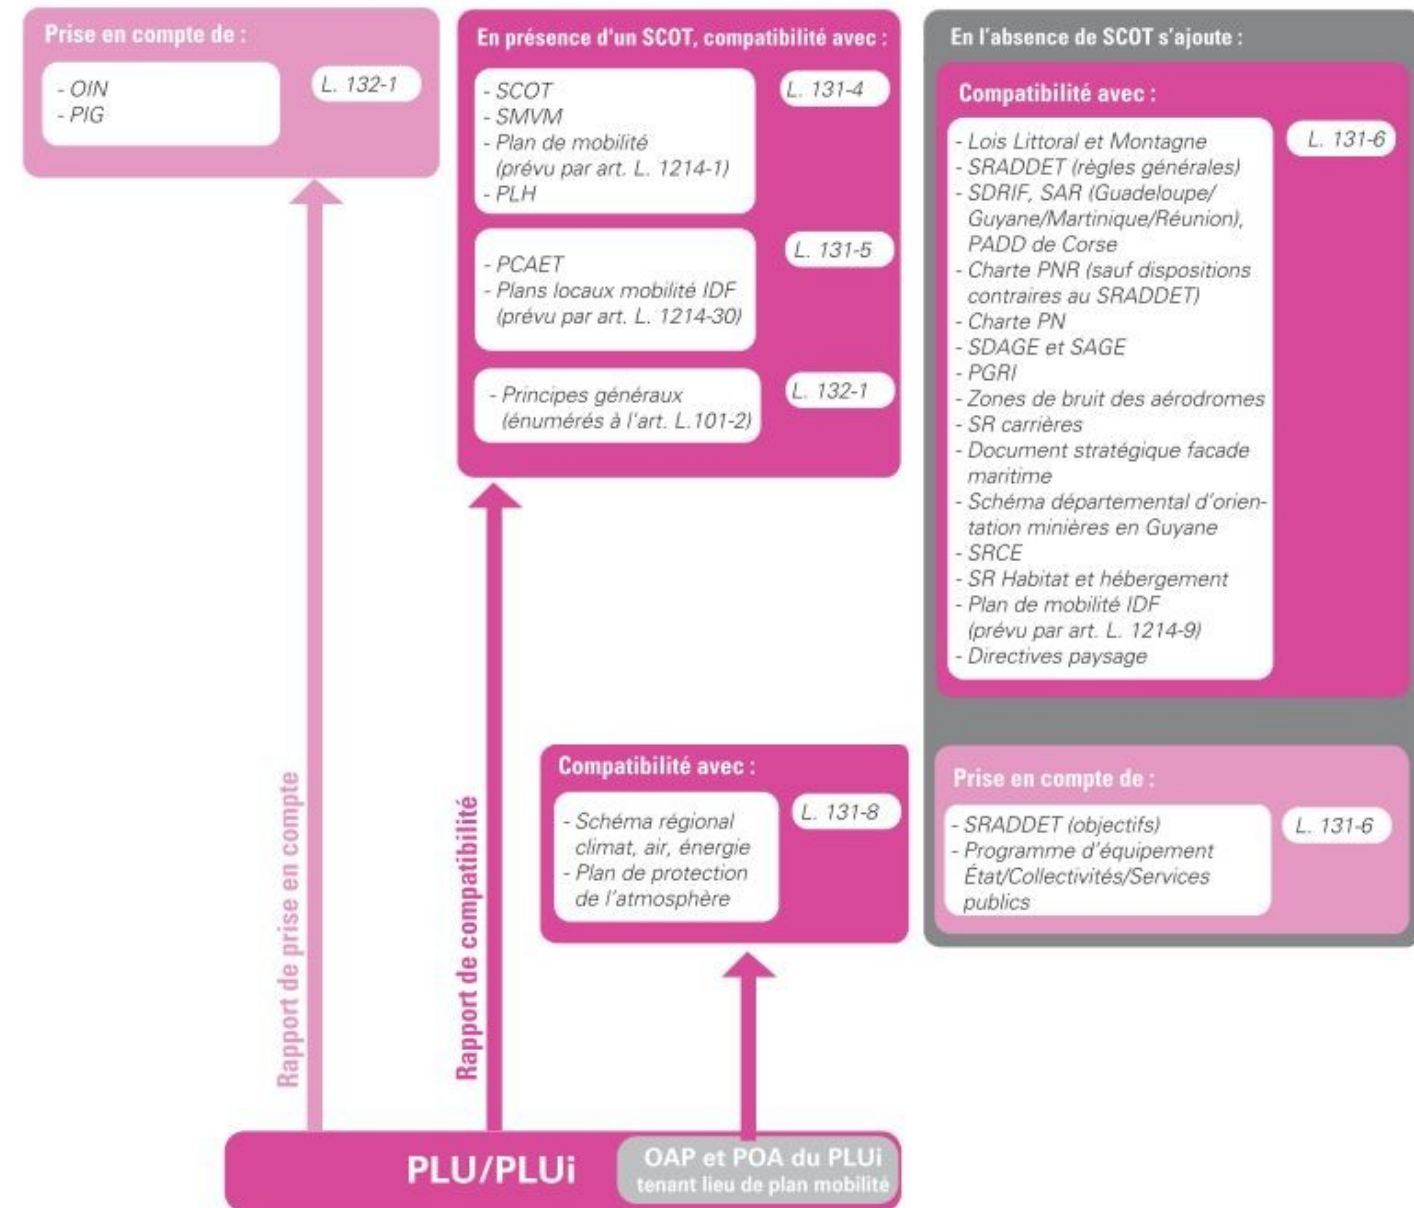 Prise en compte de :
- OIN
- PIG
L. 132-1
En présence d'un SCOT, compatibilité avec :
- SCOT
- SMVM
- Plan de mobilité
(prévu par art. L. 1214-1)
- PLH
L. 131-4
- PCAET
- Plans locaux mobilité IDF
(prévu par art. L. 1214-30)
L. 131-5
- Principes généraux
(énumérés à l'art. L.101-2)
L. 132-1
En l'absence de SCOT s'ajoute :
Compatibilité avec :
- Lois Littoral et Montagne
- SRADDET (règles générales)
- SDRIF, SAR (Guadeloupe/
Guyane/Martinique/Réunion),
PADD de Corse
- Charte PNR (sauf dispositions
contraires au SRADDET)
- Charte PN
- SDAGE et SAGE
- PGRI
- Zones de bruit des aérodromes
- SR carrières
- Document stratégique facade
maritime
- Schéma départemental d'orien-
tation minières en Guyane
- SRCE
- SR Habitat et hébergement
- Plan de mobilité IDF
(prévu par art. L. 1214-9)
- Directives paysage
L. 131-6
Prise en compte de :
- SRADDET (objectifs)
- Programme d'équipement
État/Collectivités/Services
publics
L. 131-6
Compatibilité avec :
- Schéma régional
climat, air, énergie
- Plan de protection
de l'atmosphère
L. 131-8
Rapport de prise en compte
Rapport de compatibilité
PLU/PLUi
OAP et POA du PLUi
tenant lieu de plan mobilité